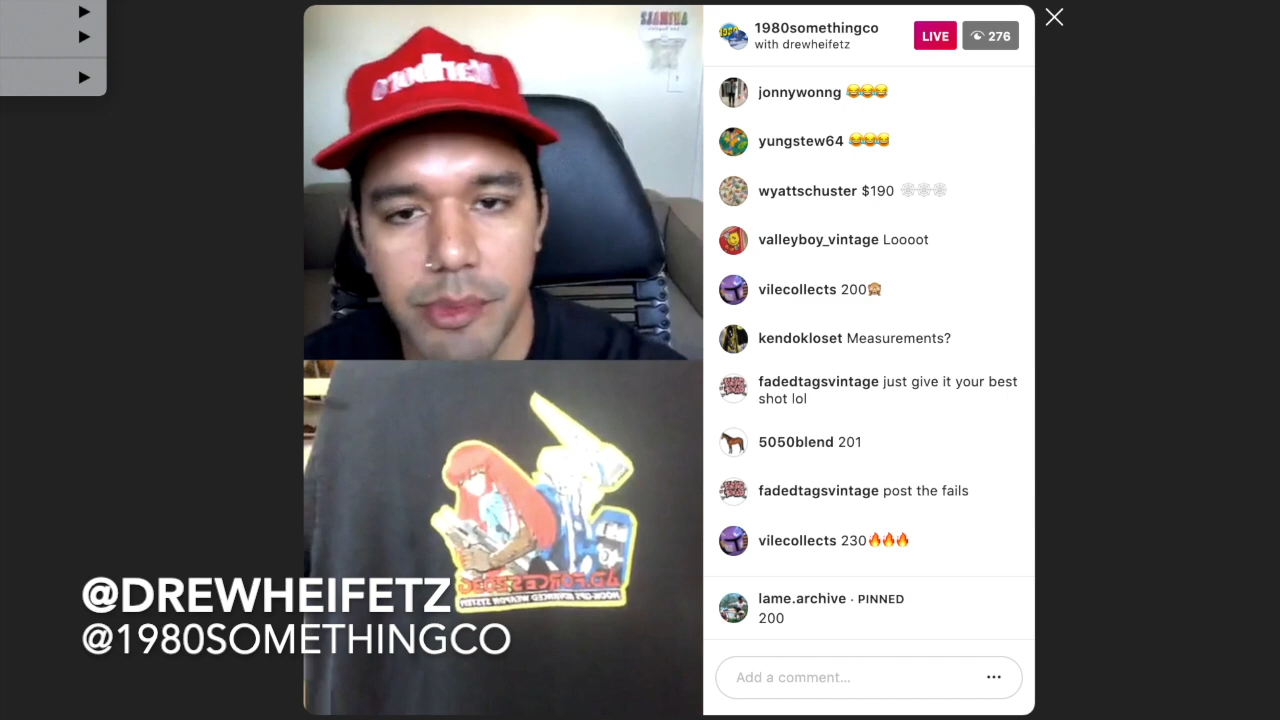 1980somethingco
with drewheifetz
LIVE
276
jonnywonng 😂😂😂
yungstew64 😂😂😂
wyattschuster $190 ❄️❄️❄️
valleyboy_vintage Loooot
vilecollects 200🙈
kendokloset Measurements?
fadedtagsvintage just give it your best
shot lol
5050blend 201
fadedtagsvintage post the fails
vilecollects 230🔥🔥🔥
lame.archive · PINNED
200
Add a comment...
Marlboro
@DREWHEIFETZ
@1980SOMETHINGCO